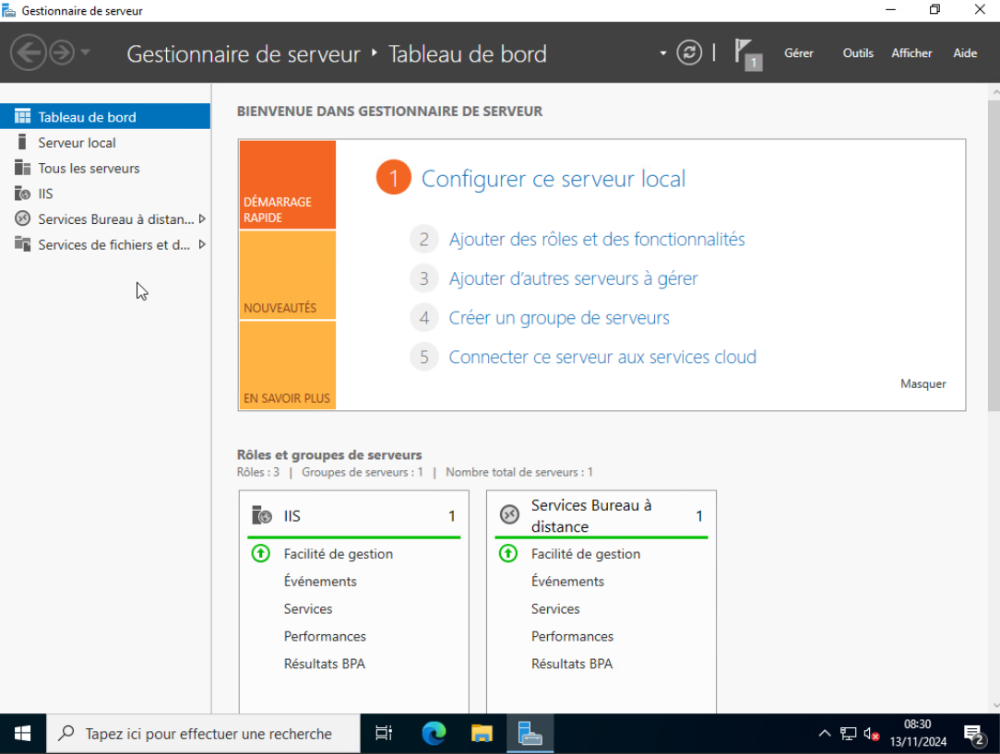 Gestionnaire de serveur
Gestionnaire de serveur ‣ Tableau de bord
1
Gérer
Outils
Afficher
Aide
Tableau de bord
Serveur local
Tous les serveurs
IIS
Services Bureau à distan...
Services de fichiers et d...
BIENVENUE DANS GESTIONNAIRE DE SERVEUR
DÉMARRAGE
RAPIDE
NOUVEAUTÉS
EN SAVOIR PLUS
1 Configurer ce serveur local
2 Ajouter des rôles et des fonctionnalités
3 Ajouter d’autres serveurs à gérer
4 Créer un groupe de serveurs
5 Connecter ce serveur aux services cloud
Masquer
Rôles et groupes de serveurs
Rôles : 3 | Groupes de serveurs : 1 | Nombre total de serveurs : 1
IIS 1
Facilité de gestion
Événements
Services
Performances
Résultats BPA
Services Bureau à
distance 1
Facilité de gestion
Événements
Services
Performances
Résultats BPA
Tapez ici pour effectuer une recherche
08:30
13/11/2024
2